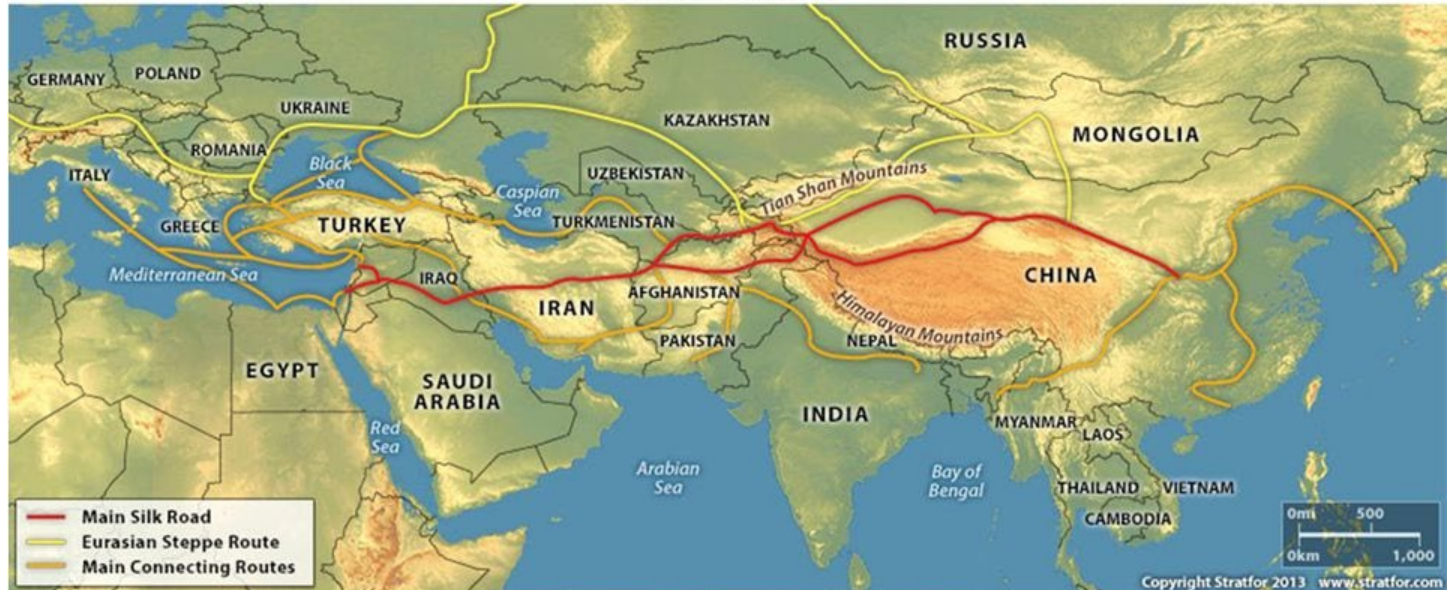 RUSSIA
GERMANY
POLAND
UKRAINE
KAZAKHSTAN
MONGOLIA
ROMANIA
Black
Sea
ITALY
UZBEKISTAN
Tian Shan Mountains
Caspian
Sea
GREECE
TURKEY
TURKMENISTAN
Mediterranean Sea
IRAQ
IRAN
AFGHANISTAN
CHINA
Himalayan Mountains
PAKISTAN
NEPAL
EGYPT
SAUDI
ARABIA
INDIA
MYANMAR
LAOS
Red
Sea
Arabian
Sea
Bay of
Bengal
THAILAND
VIETNAM
CAMBODIA
Main Silk Road
Eurasian Steppe Route
Main Connecting Routes
0mi 500
0km 1,000
Copyright Stratfor 2013 www.stratfor.com